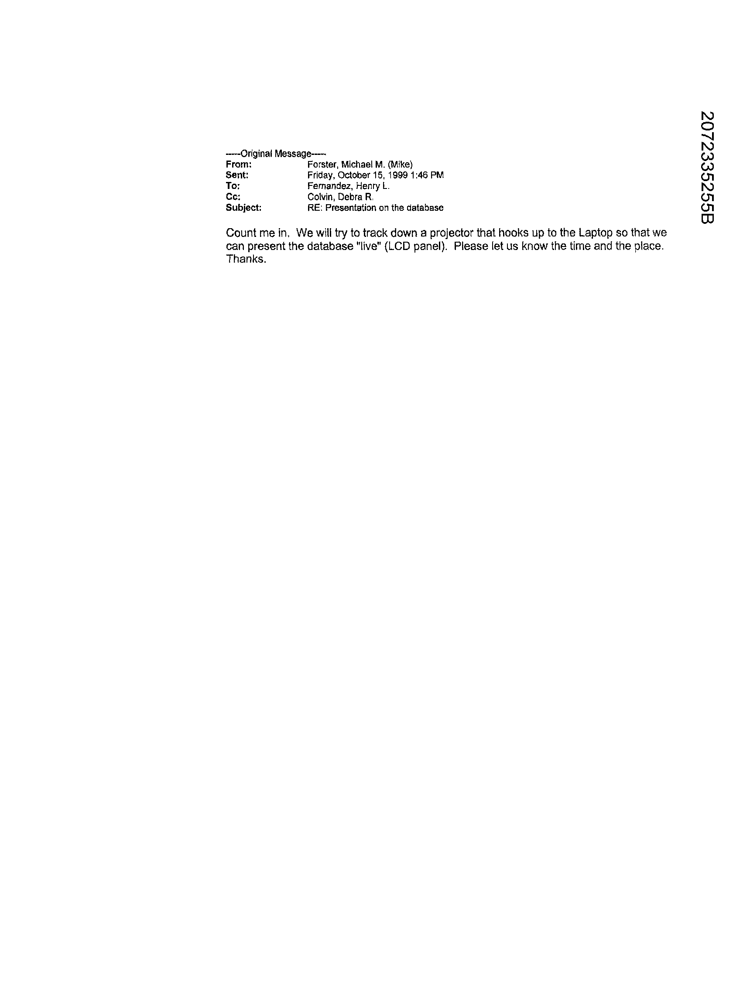 -----Original Message-----
From: Forster, Michael M. (Mike)
Sent: Friday, October 15, 1999 1:46 PM
To: Fernandez, Henry L.
Cc: Colvin, Debra R.
Subject: RE: Presentation on the database
Count me in. We will try to track down a projector that hooks up to the Laptop so that we
can present the database "live" (LCD panel). Please let us know the time and the place.
Thanks.
2072335255B